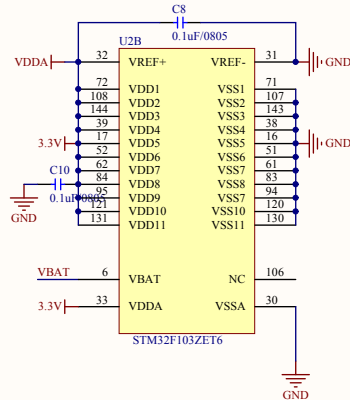 C8
0.1uF/0805
U2B
VDDA 32 VREF+ VREF- 31 GND
72 VDD1 VSS1 71
108 VDD2 VSS2 107
144 VDD3 VSS3 143
39 VDD4 VSS4 38
3.3V 17 VDD5 VSS5 16 GND
52 VDD6 VSS6 51
62 VDD7 VSS7 61
C10 84 VDD8 VSS8 83
0.1uF/0805 95 VDD9 VSS7 94
121 VDD10 VSS10 120
GND 131 VDD11 VSS11 130
VBAT 6 VBAT NC 106
3.3V 33 VDDA VSSA 30
STM32F103ZET6
GND